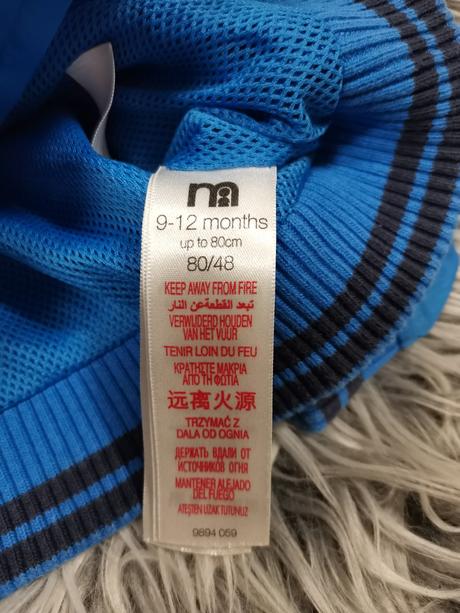 m
9-12 months
up to 80cm
80/48
KEEP AWAY FROM FIRE
تبعد القطعة عن النار
VERWIJDERD HOUDEN
VAN HET VUUR
TENIR LOIN DU FEU
ΚΡΑΤΗΣΤΕ ΜΑΚΡΙΑ
ΑΠΟ ΤΗ ΦΩΤΙΑ
远离火源
TRZYMAĆ Z
DALA OD OGNIA
ДЕРЖАТЬ ВДАЛИ ОТ
ИСТОЧНИКОВ ОГНЯ
MANTENER ALEJADO
DEL FUEGO
ATEŞTEN UZAK TUTUNUZ
9894 059